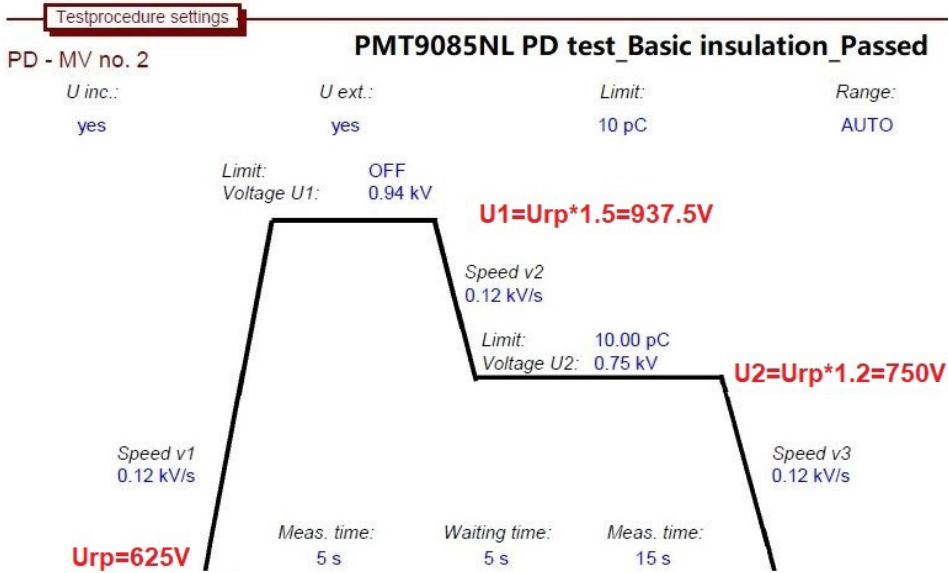 Testprocedure settings
PMT9085NL PD test_Basic insulation_Passed
PD - MV no. 2
U inc.: U ext.: Limit: Range:
yes yes 10 pC AUTO
Limit: OFF
Voltage U1: 0.94 kV
U1=Urp*1.5=937.5V
Speed v2
0.12 kV/s
Limit: 10.00 pC
Voltage U2: 0.75 kV
U2=Urp*1.2=750V
Speed v1
0.12 kV/s
Speed v3
0.12 kV/s
Meas. time: Waiting time: Meas. time:
Urp=625V
5 s 5 s 15 s